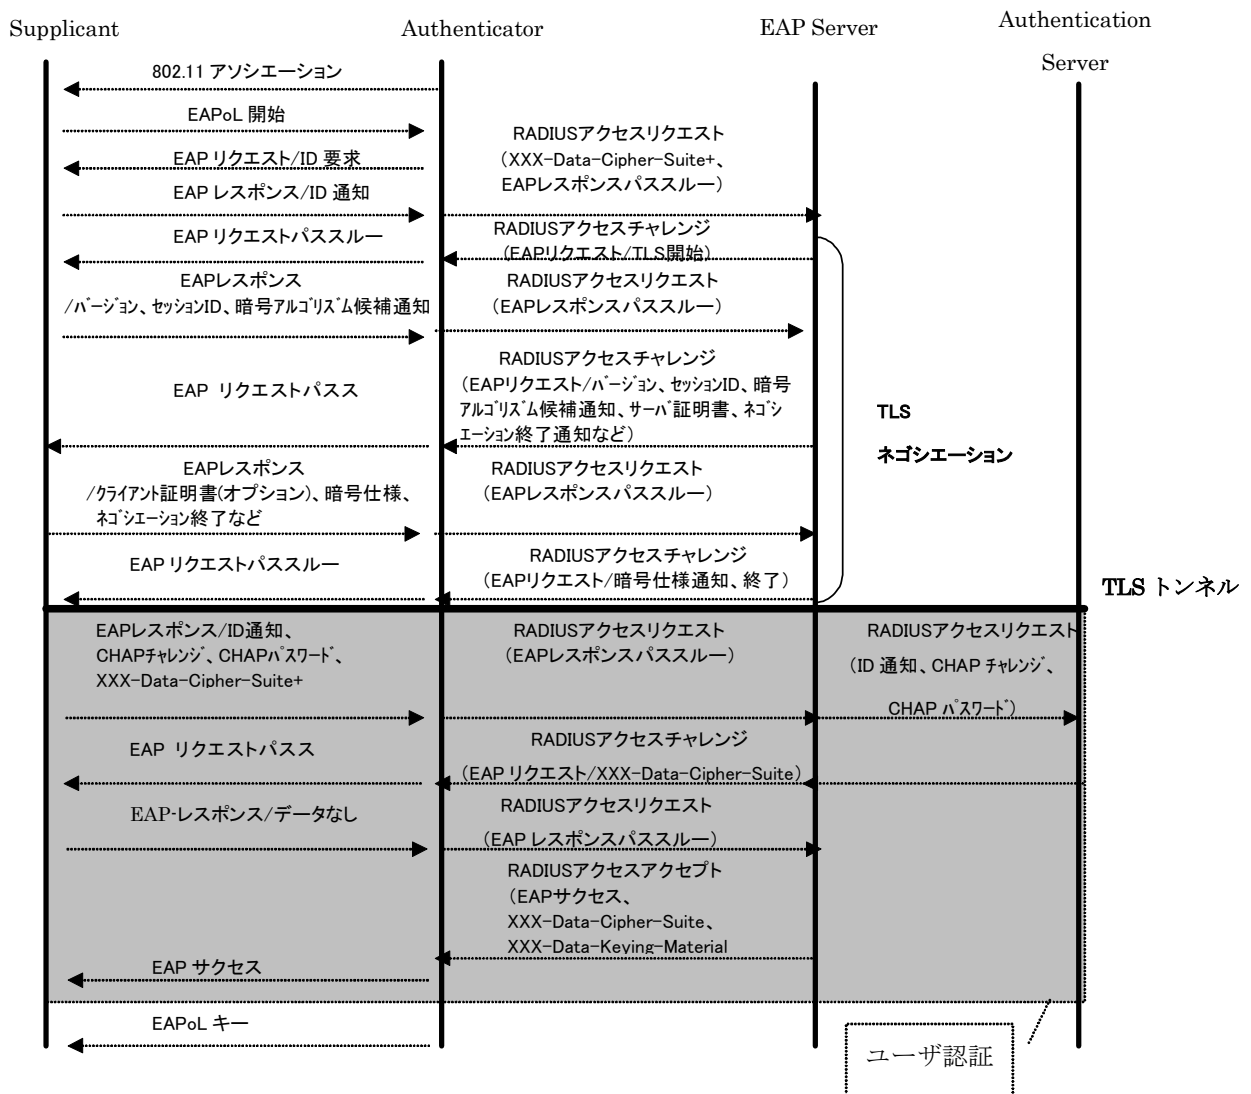 Supplicant
Authenticator
EAP Server
Authentication
Server
802.11 アソシエーション
EAPoL 開始
RADIUSアクセスリクエスト
(XXX-Data-Cipher-Suite+、
EAPレスポンスパススルー)
EAP リクエスト/ID 要求
EAP レスポンス/ID 通知
EAP リクエストパススルー
RADIUSアクセスチャレンジ
(EAPリクエスト/TLS開始)
EAPレスポンス
/バージョン、セッションID、暗号アルゴリズム候補通知
RADIUSアクセスリクエスト
(EAPレスポンスパススルー)
EAP リクエストパスス
RADIUSアクセスチャレンジ
(EAPリクエスト/バージョン、セッションID、暗号
アルゴリズム候補通知、サーバ証明書、ネゴシ
エーション終了通知など)
TLS
ネゴシエーション
EAPレスポンス
/クライアント証明書(オプション)、暗号仕様、
ネゴシエーション終了など
RADIUSアクセスリクエスト
(EAPレスポンスパススルー)
EAP リクエストパススルー
RADIUSアクセスチャレンジ
(EAPリクエスト/暗号仕様通知、終了)
TLS トンネル
EAPレスポンス/ID通知、
CHAPチャレンジ、CHAPパスワード、
XXX-Data-Cipher-Suite+
RADIUSアクセスリクエスト
(EAPレスポンスパススルー)
RADIUSアクセスリクエスト
(ID 通知、CHAP チャレンジ、
CHAP パスワード)
EAP リクエストパスス
RADIUSアクセスチャレンジ
(EAP リクエスト/XXX-Data-Cipher-Suite)
EAP-レスポンス/データなし
RADIUSアクセスリクエスト
(EAP レスポンスパススルー)
RADIUSアクセスアクセプト
(EAPサクセス、
XXX-Data-Cipher-Suite、
XXX-Data-Keying-Material
EAP サクセス
EAPoL キー
ユーザ認証